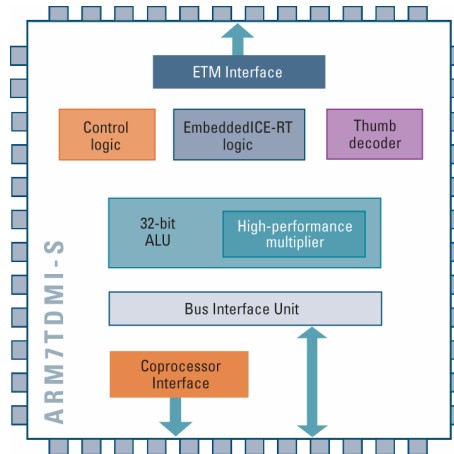 ETM Interface
Control
logic
EmbeddedICE-RT
logic
Thumb
decoder
32-bit
ALU
High-performance
multiplier
Bus Interface Unit
Coprocessor
Interface
ARM7TDMI-S